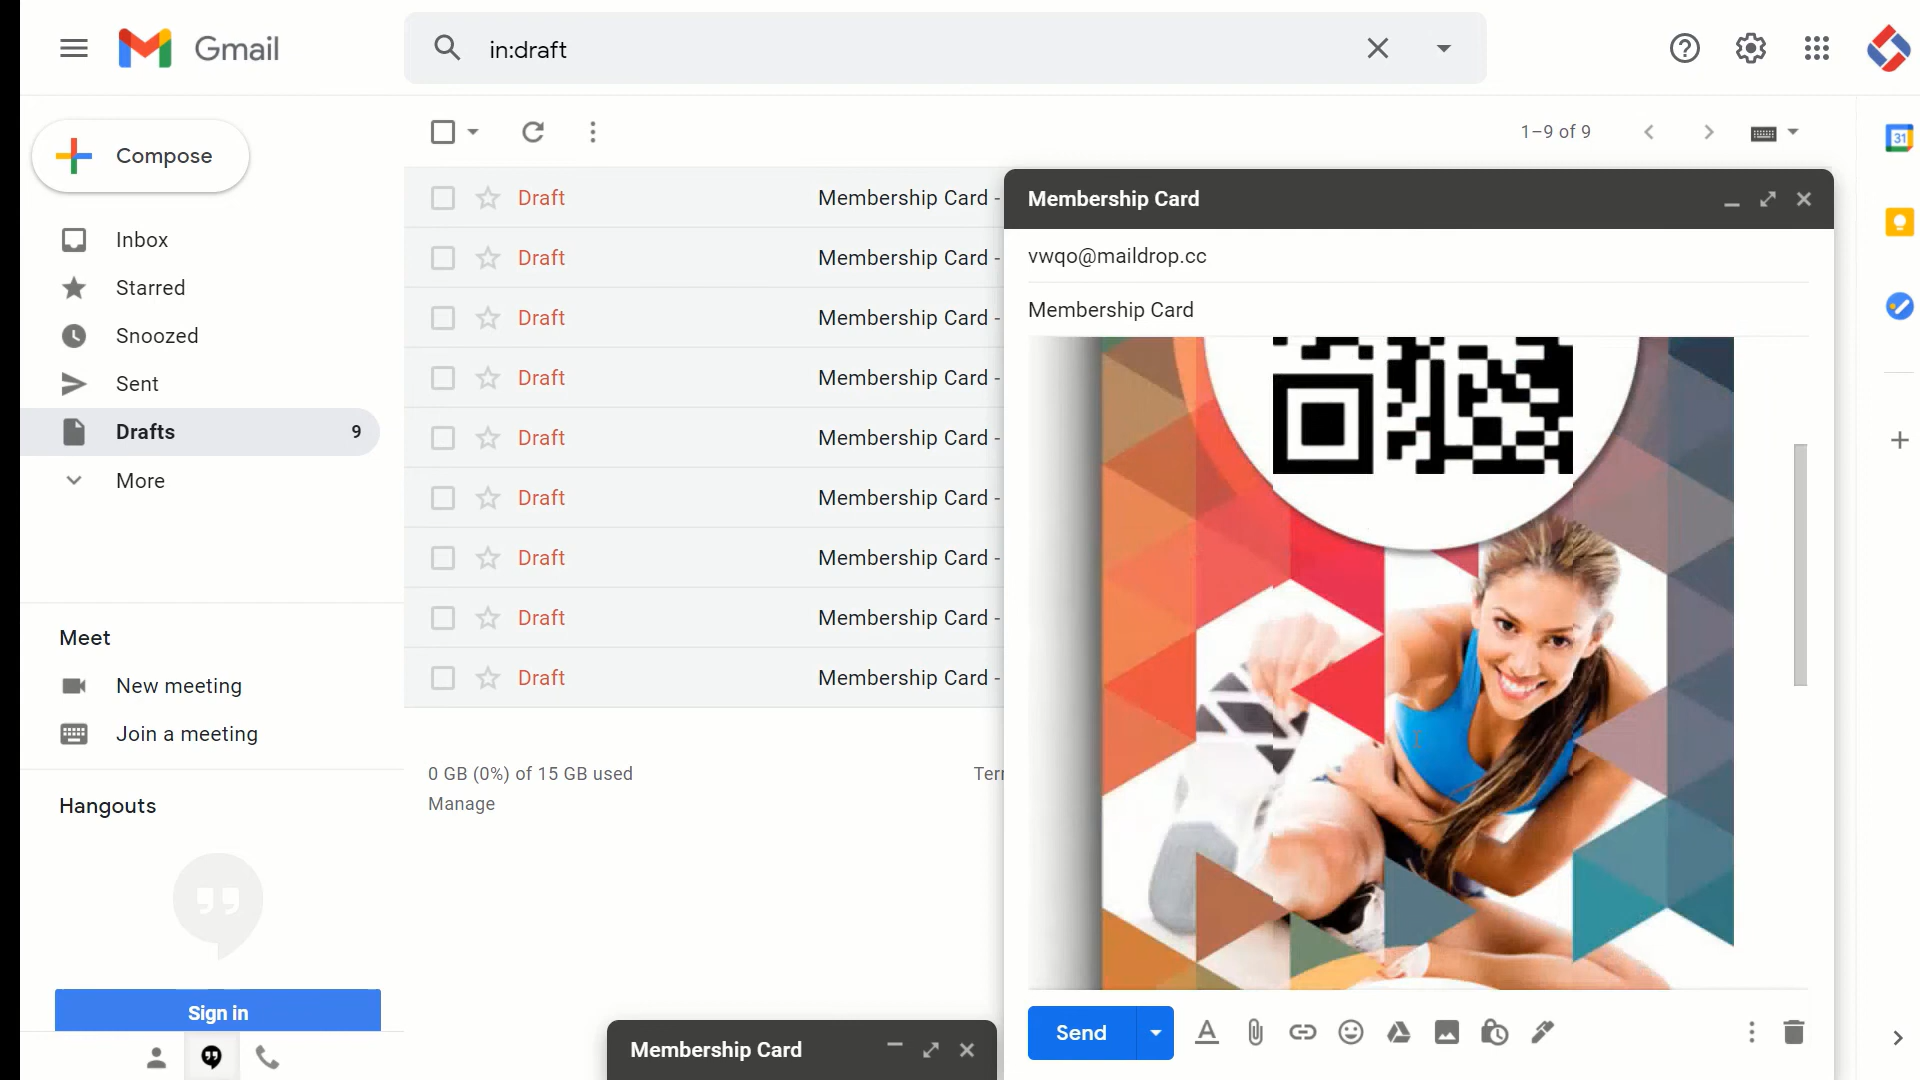 Gmail
in:draft
Compose
1–9 of 9
31
Inbox
Starred
Snoozed
Sent
Drafts 9
More
Draft Membership Card -
Draft Membership Card -
Draft Membership Card -
Draft Membership Card -
Draft Membership Card -
Draft Membership Card -
Draft Membership Card -
Draft Membership Card -
Draft Membership Card -
Membership Card
vwqo@maildrop.cc
Membership Card
Meet
New meeting
Join a meeting
0 GB (0%) of 15 GB used
Manage
Hangouts
Sign in
Membership Card
Send